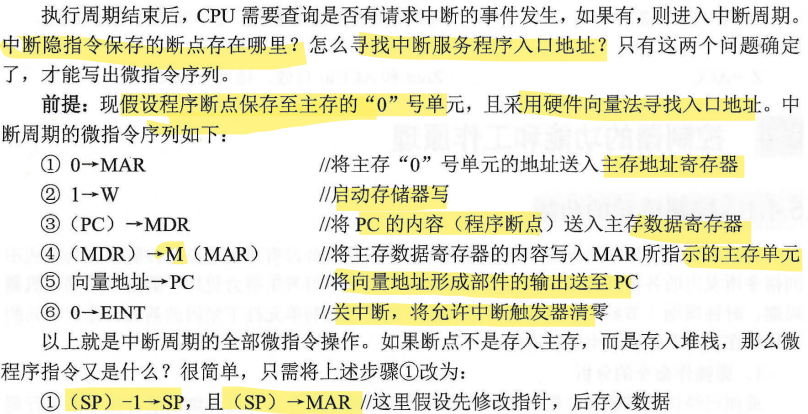 执行周期结束后，CPU 需要查询是否有请求中断的事件发生，如果有，则进入中断周期。
中断隐指令保存的断点存在哪里？怎么寻找中断服务程序入口地址？只有这两个问题确定
了，才能写出微指令序列。
前提：现假设程序断点保存至主存的“0”号单元，且采用硬件向量法寻找入口地址。中
断周期的微指令序列如下：
① 0→MAR //将主存“0”号单元的地址送入主存地址寄存器
② 1→W //启动存储器写
③（PC）→MDR //将 PC 的内容（程序断点）送入主存数据寄存器
④（MDR）→M（MAR） //将主存数据寄存器的内容写入 MAR 所指示的主存单元
⑤ 向量地址→PC //将向量地址形成部件的输出送至 PC
⑥ 0→EINT //关中断，将允许中断触发器清零
以上就是中断周期的全部微指令操作。如果断点不是存入主存，而是存入堆栈，那么微
程序指令又是什么？很简单，只需将上述步骤①改为：
①（SP）-1→SP，且（SP）→MAR //这里假设先修改指针，后存入数据